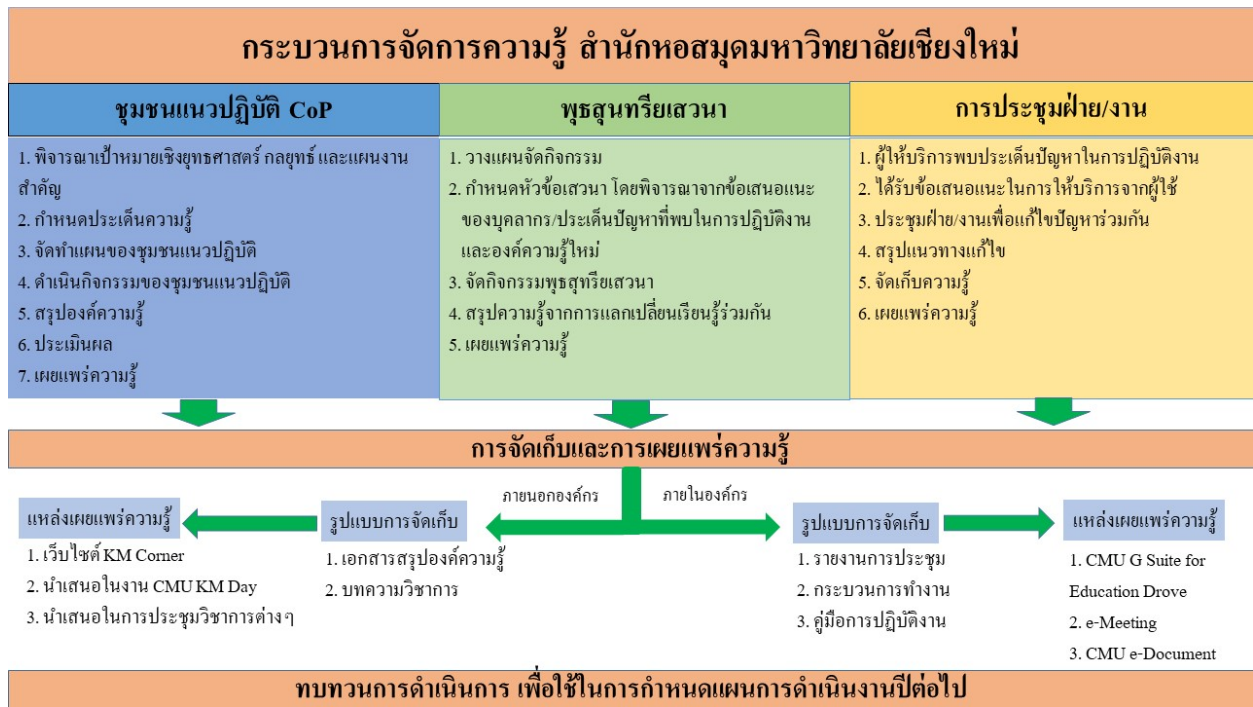 กระบวนการจัดการความรู้ สำนักหอสมุดมหาวิทยาลัยเชียงใหม่
ชุมชนแนวปฏิบัติ CoP
1. พิจารณาเป้าหมายเชิงยุทธศาสตร์ กลยุทธ์ และแผนงาน
สำคัญ
2. กำหนดประเด็นความรู้
3. จัดทำแผนของชุมชนแนวปฏิบัติ
4. ดำเนินกิจกรรมของชุมชนแนวปฏิบัติ
5. สรุปองค์ความรู้
6. ประเมินผล
7. เผยแพร่ความรู้
พุธสุนทรียเสวนา
1. วางแผนจัดกิจกรรม
2. กำหนดหัวข้อเสวนา โดยพิจารณาจากข้อเสนอแนะ
ของบุคลากร/ประเด็นปัญหาที่พบในการปฏิบัติงาน
และองค์ความรู้ใหม่
3. จัดกิจกรรมพุธสุทรียเสวนา
4. สรุปความรู้จากการแลกเปลี่ยนเรียนรู้ร่วมกัน
5. เผยแพร่ความรู้
การประชุมฝ่าย/งาน
1. ผู้ให้บริการพบประเด็นปัญหาในการปฏิบัติงาน
2. ได้รับข้อเสนอแนะในการให้บริการจากผู้ใช้
3. ประชุมฝ่าย/งานเพื่อแก้ไขปัญหาร่วมกัน
4. สรุปแนวทางแก้ไข
5. จัดเก็บความรู้
6. เผยแพร่ความรู้
การจัดเก็บและการเผยแพร่ความรู้
ภายนอกองค์กร
ภายในองค์กร
แหล่งเผยแพร่ความรู้
1. เว็บไซต์ KM Corner
2. นำเสนอในงาน CMU KM Day
3. นำเสนอในการประชุมวิชาการต่างๆ
รูปแบบการจัดเก็บ
1. เอกสารสรุปองค์ความรู้
2. บทความวิชาการ
รูปแบบการจัดเก็บ
1. รายงานการประชุม
2. กระบวนการทำงาน
3. คู่มือการปฏิบัติงาน
แหล่งเผยแพร่ความรู้
1. CMU G Suite for
Education Drove
2. e-Meeting
3. CMU e-Document
ทบทวนการดำเนินการ เพื่อใช้ในการกำหนดแผนการดำเนินงานปีต่อไป